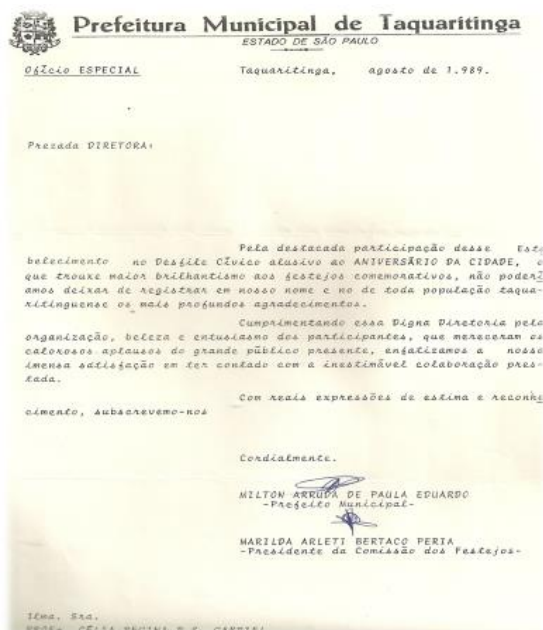 Prefeitura Municipal de Taquaritinga
ESTADO DE SÃO PAULO
Ofício ESPECIAL
Taquaritinga, agosto de 1.989.
Prezada DIRETORA:
Pela destacada participação desse Esta
belecimento no Desfile Cívico alusivo ao ANIVERSÁRIO DA CIDADE, o
que trouxe maior brilhantismo aos festejos comemorativos, não poderí
amos deixar de registrar em nosso nome e no de toda população taqua-
ritinguense os mais profundos agradecimentos.
Cumprimentando essa Digna Diretoria pela
organização, beleza e entusiasmo dos participantes, que mereceram os
calorosos aplausos do grande público presente, enfatizamos a nossa
imensa satisfação em ter contado com a inestimável colaboração pres-
tada.
Com reais expressões de estima e reconhe
cimento, subscrevemo-nos
Cordialmente.
MILTON ARRUDA DE PAULA EDUARDO
-Prefeito Municipal-
MARILDA ARLETI BERTACO PERIA
-Presidente da Comissão dos Festejos-
Ilma. Sra.
CÉLIA REGINA GABRIEL